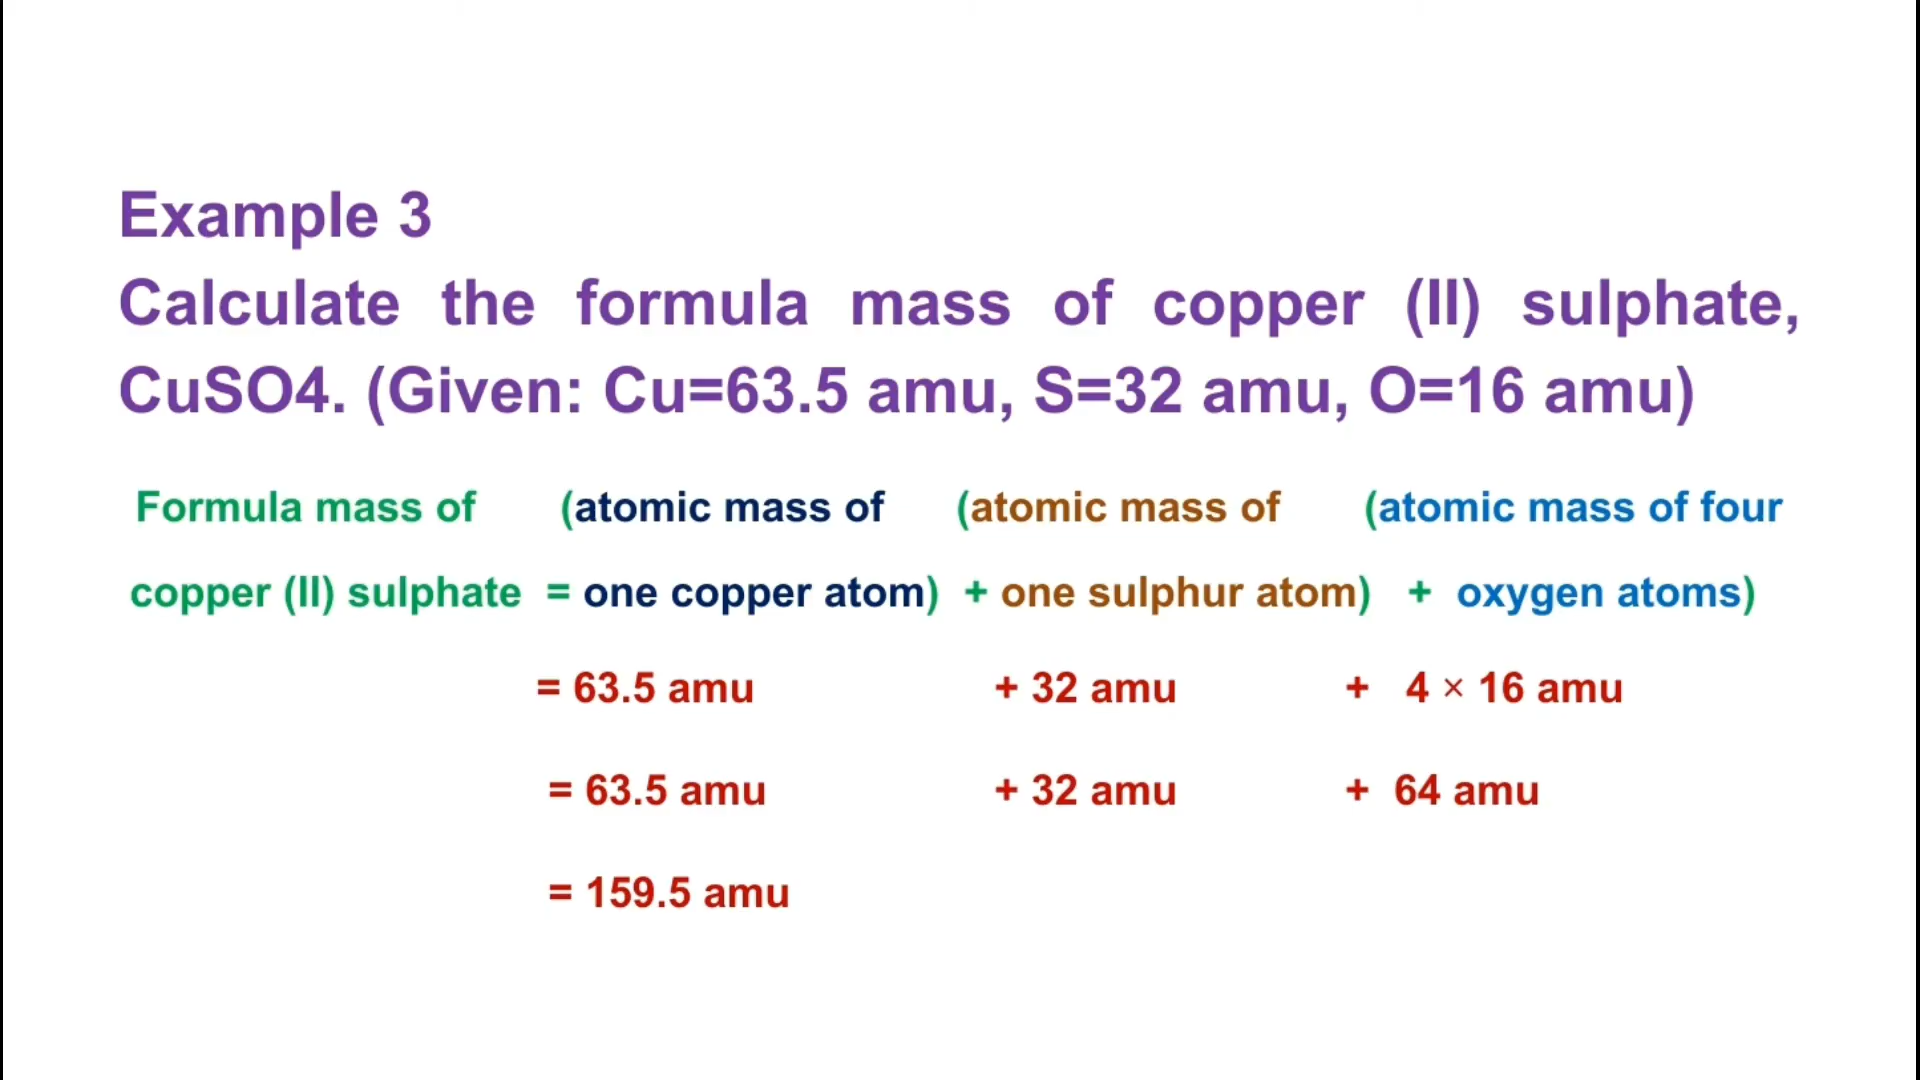 Example 3
Calculate the formula mass of copper (II) sulphate,
CuSO4. (Given: Cu=63.5 amu, S=32 amu, O=16 amu)
Formula mass of (atomic mass of (atomic mass of (atomic mass of four
copper (II) sulphate = one copper atom) + one sulphur atom) + oxygen atoms)
= 63.5 amu + 32 amu + 4 × 16 amu
= 63.5 amu + 32 amu + 64 amu
= 159.5 amu